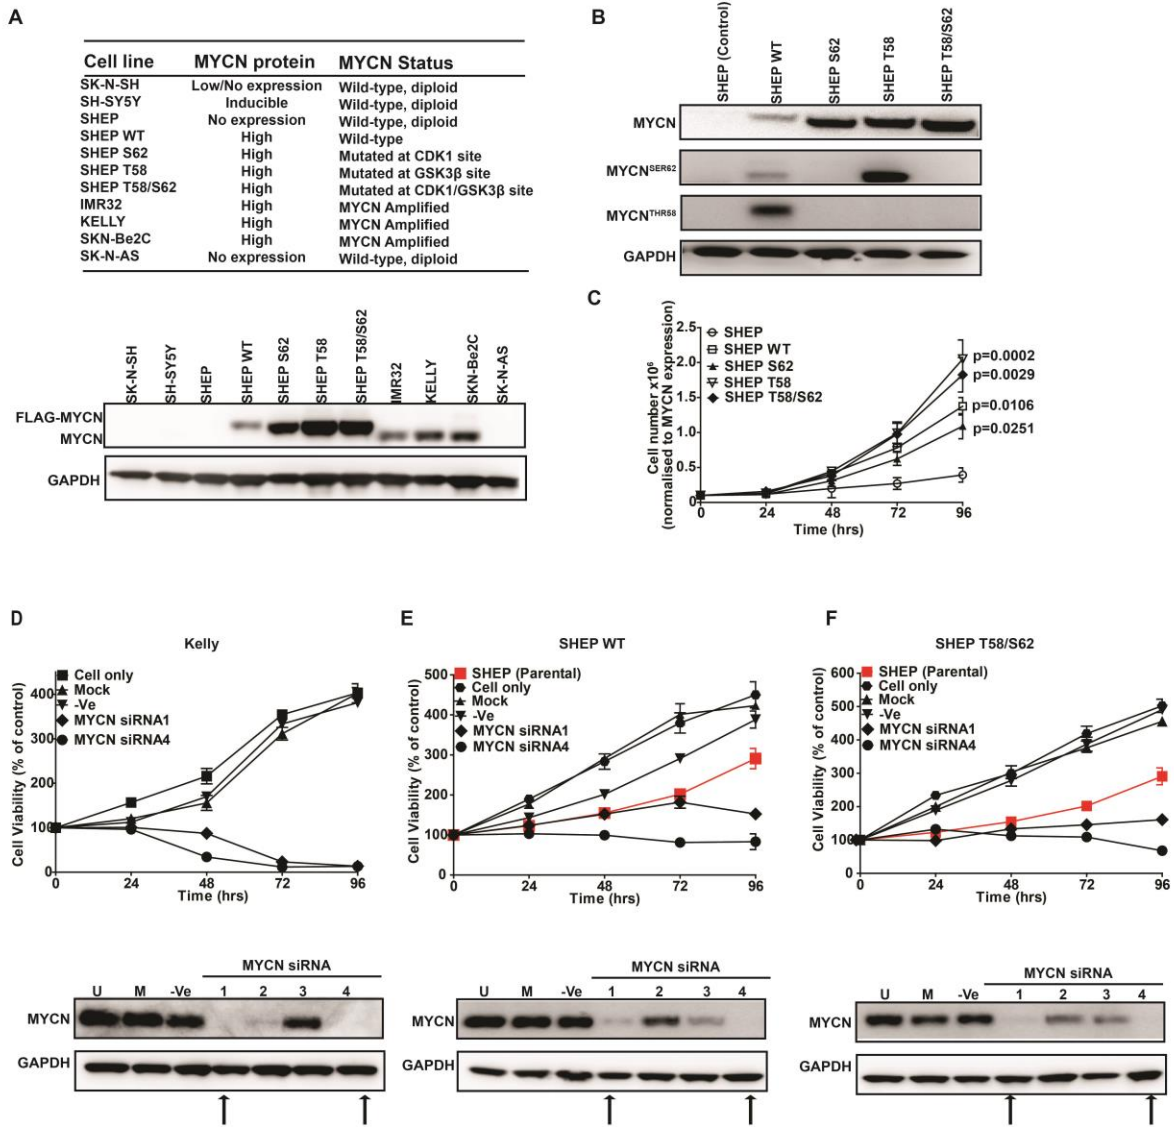 A
Cell line MYCN protein MYCN Status
SK-N-SH Low/No expression Wild-type, diploid
SH-SY5Y Inducible Wild-type, diploid
SHEP No expression Wild-type, diploid
SHEP WT High Wild-type
SHEP S62 High Mutated at CDK1 site
SHEP T58 High Mutated at GSK3β site
SHEP T58/S62 High Mutated at CDK1/GSK3β site
IMR32 High MYCN Amplified
KELLY High MYCN Amplified
SKN-Be2C High MYCN Amplified
SK-N-AS No expression Wild-type, diploid
SK-N-SH SH-SY5Y SHEP SHEP WT SHEP S62 SHEP T58 SHEP T58/S62 IMR32 KELLY SKN-Be2C SK-N-AS
FLAG-MYCN
MYCN
GAPDH
B
SHEP (Control) SHEP WT SHEP S62 SHEP T58 SHEP T58/S62
MYCN
MYCNSER62
MYCNTHR58
GAPDH
C
Cell number x10⁶
(normalised to MYCN expression)
2.5
2.0
1.5
1.0
0.5
0
SHEP
SHEP WT
SHEP S62
SHEP T58
SHEP T58/S62
p=0.0002
p=0.0029
p=0.0106
p=0.0251
0 24 48 72 96
Time (hrs)
D
Kelly
Cell Viability (% of control)
400
300
200
100
0
Cell only
Mock
-Ve
MYCN siRNA1
MYCN siRNA4
0 24 48 72 96
Time (hrs)
MYCN siRNA
U M -Ve 1 2 3 4
MYCN
GAPDH
E
SHEP WT
Cell Viability (% of control)
500
400
300
200
100
0
SHEP (Parental)
Cell only
Mock
-Ve
MYCN siRNA1
MYCN siRNA4
0 24 48 72 96
Time (hrs)
MYCN siRNA
U M -Ve 1 2 3 4
MYCN
GAPDH
F
SHEP T58/S62
Cell Viability (% of control)
600
500
400
300
200
100
0
SHEP (Parental)
Cell only
Mock
-Ve
MYCN siRNA1
MYCN siRNA4
0 24 48 72 96
Time (hrs)
MYCN siRNA
U M -Ve 1 2 3 4
MYCN
GAPDH